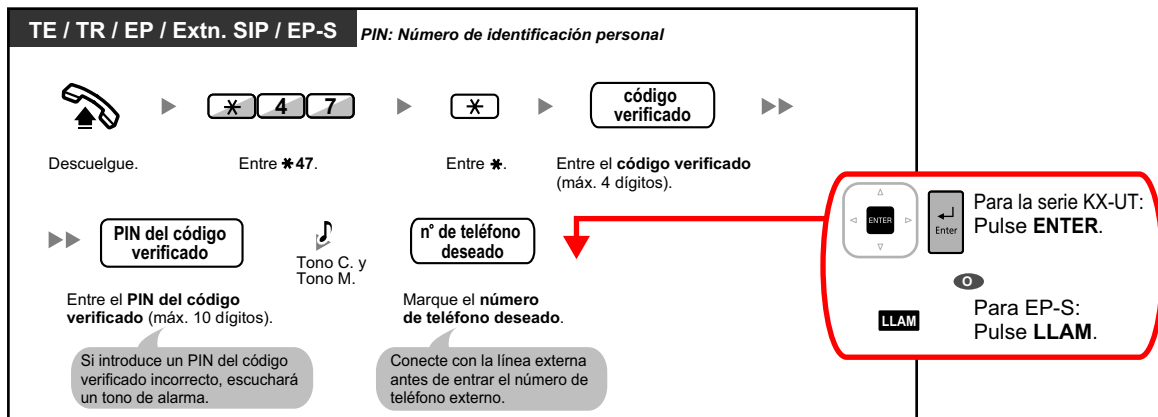 TE / TR / EP / Extn. SIP / EP-S PIN: Número de identificación personal
* 4 7
*
código
verificado
Descuelgue.
Entre *47.
Entre *.
Entre el código verificado
(máx. 4 dígitos).
PIN del código
verificado
Tono C. y
Tono M.
n° de teléfono
deseado
Entre el PIN del código
verificado (máx. 10 dígitos).
Marque el número
de teléfono deseado.
Si introduce un PIN del código
verificado incorrecto, escuchará
un tono de alarma.
Conecte con la línea externa
antes de entrar el número de
teléfono externo.
ENTER
Enter
Para la serie KX-UT:
Pulse ENTER.
O
LLAM
Para EP-S:
Pulse LLAM.